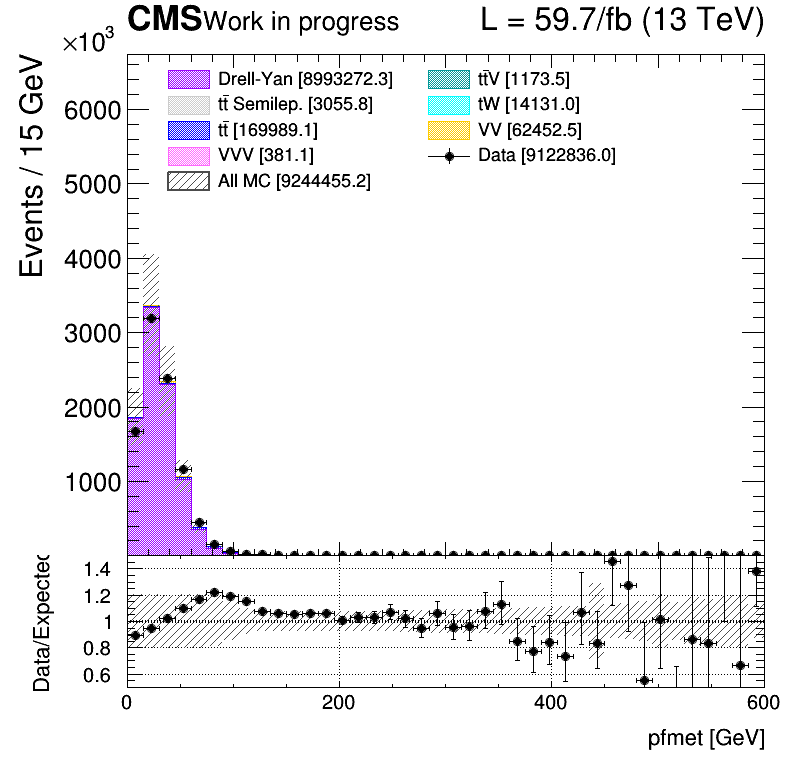 CMS Work in progress L = 59.7/fb (13 TeV)
×10³
Events / 15 GeV
Drell-Yan [8993272.3] tt̄V [1173.5]
tt̄ Semilep. [3055.8] tW [14131.0]
tt̄ [169989.1] VV [62452.5]
VVV [381.1] Data [9122836.0]
All MC [9244455.2]
6000
5000
4000
3000
2000
1000
Data/Expected
1.4
1.2
1
0.8
0.6
0 200 400 600
pfmet [GeV]